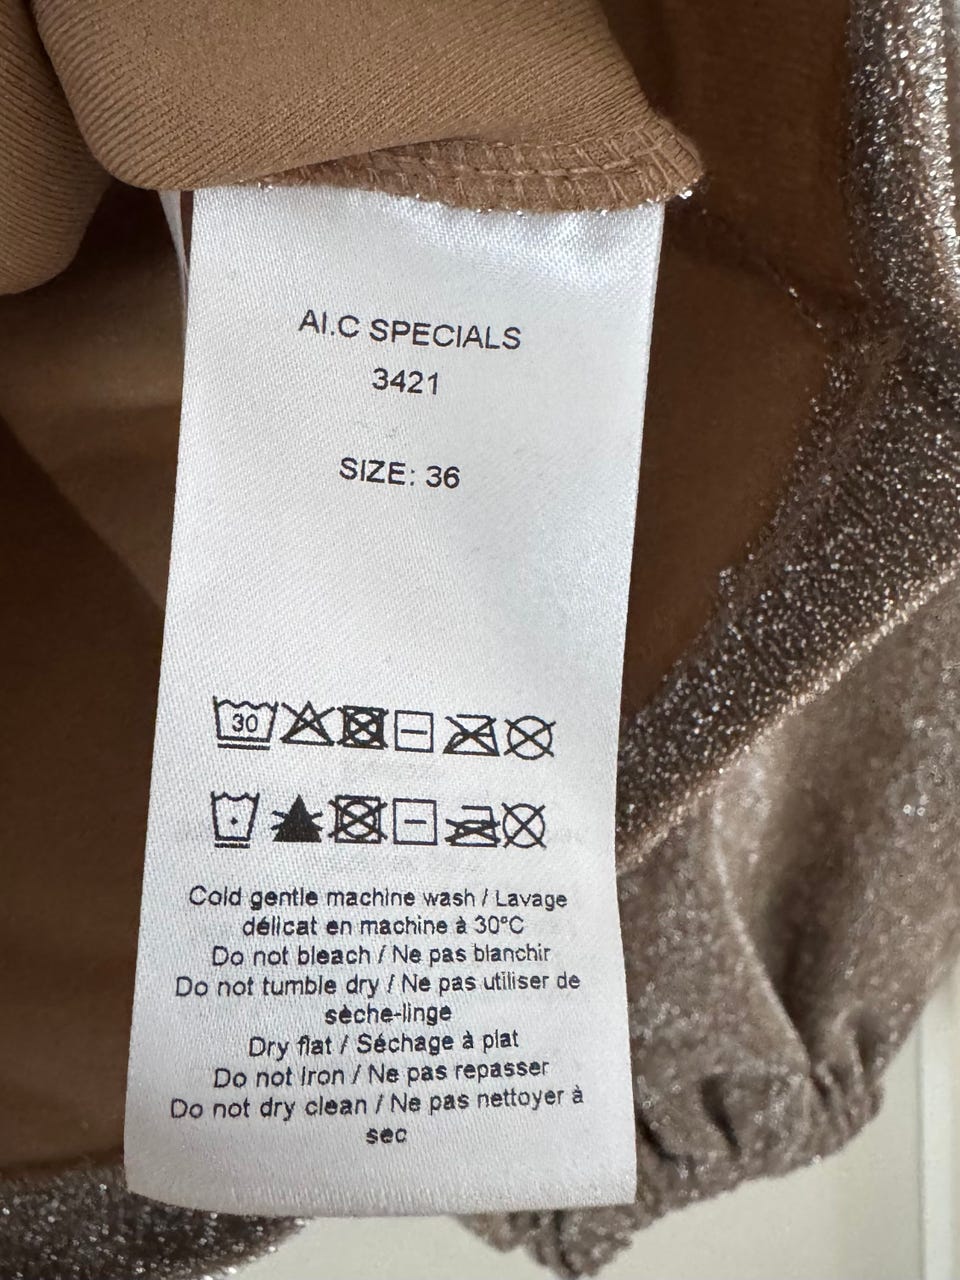 AI.C SPECIALS
3421
SIZE: 36
30
Cold gentle machine wash / Lavage
délicat en machine à 30°C
Do not bleach / Ne pas blanchir
Do not tumble dry / Ne pas utiliser de
sèche-linge
Dry flat / Séchage à plat
Do not Iron / Ne pas repasser
Do not dry clean / Ne pas nettoyer à
sec